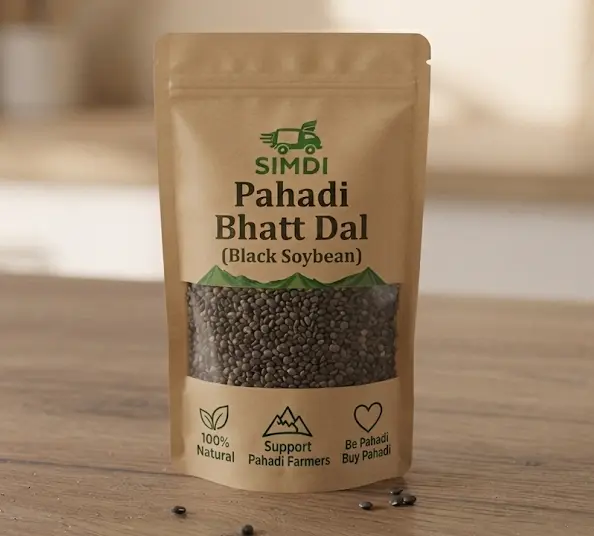 SIMDI
Pahadi
Bhatt Dal
(Black Soybean)
100%
Natural
Support
Pahadi Farmers
Be Pahadi
Buy Pahadi